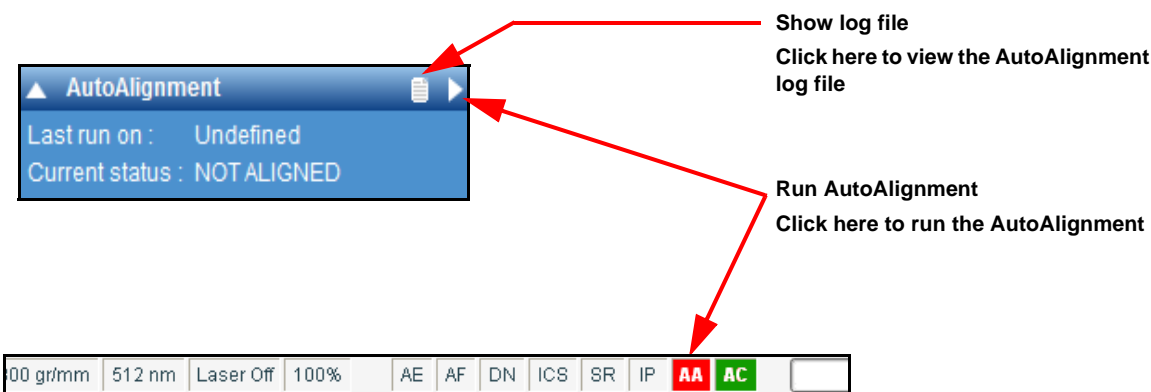 Show log file
Click here to view the AutoAlignment
log file
AutoAlignment
Last run on : Undefined
Current status : NOT ALIGNED
Run AutoAlignment
Click here to run the AutoAlignment
00 gr/mm 512 nm Laser Off 100% AE AF DN ICS SR IP AA AC